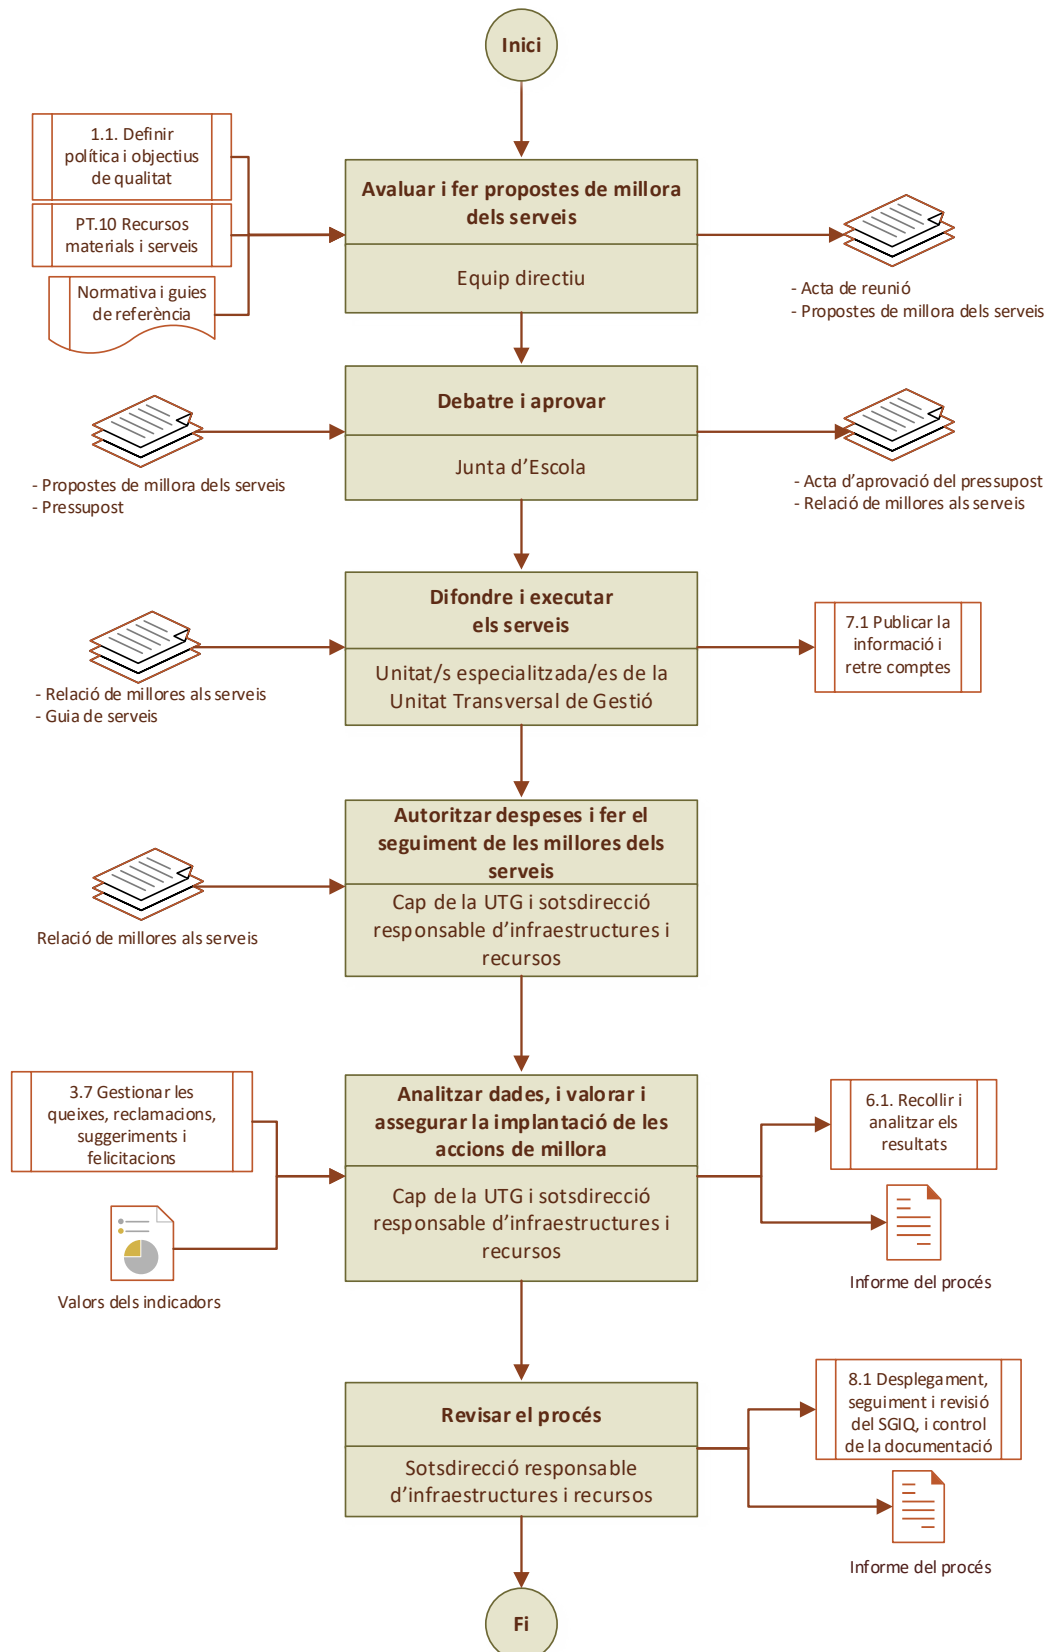 Inici
1.1. Definir
política i objectius
de qualitat
PT.10 Recursos
materials i serveis
Normativa i guies
de referència
Avaluar i fer propostes de millora
dels serveis
Equip directiu
- Acta de reunió
- Propostes de millora dels serveis
Debatre i aprovar
Junta d’Escola
- Propostes de millora dels serveis
- Pressupost
- Acta d’aprovació del pressupost
- Relació de millores als serveis
Difondre i executar
els serveis
Unitat/s especialitzada/es de la
Unitat Transversal de Gestió
- Relació de millores als serveis
- Guia de serveis
7.1 Publicar la
informació i
retre comptes
Autoritzar despeses i fer el
seguiment de les millores dels
serveis
Cap de la UTG i sotsdirecció
responsable d’infraestructures i
recursos
Relació de millores als serveis
3.7 Gestionar les
queixes, reclamacions,
suggeriments i
felicitacions
Valors dels indicadors
Analitzar dades, i valorar i
assegurar la implantació de les
accions de millora
Cap de la UTG i sotsdirecció
responsable d’infraestructures i
recursos
6.1. Recollir i
analitzar els
resultats
Informe del procés
Revisar el procés
Sotsdirecció responsable
d’infraestructures i recursos
8.1 Desplegament,
seguiment i revisió
del SGIQ, i control
de la documentació
Informe del procés
Fi